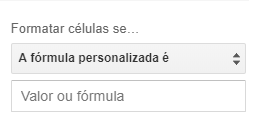 Formatar células se…
A fórmula personalizada é
Valor ou fórmula